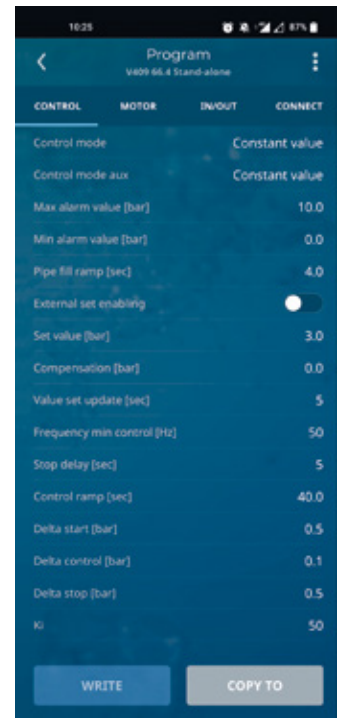 10:25
87%
Program
V409 66.4 Stand-alone
CONTROL MOTOR IN/OUT CONNECT
Control mode Constant value
Control mode aux Constant value
Max alarm value [bar] 10.0
Min alarm value [bar] 0.0
Pipe fill ramp [sec] 4.0
External set enabling
Set value [bar] 3.0
Compensation [bar] 0.0
Value set update [sec] 5
Frequency min control [Hz] 50
Stop delay [sec] 5
Control ramp [sec] 40.0
Delta start [bar] 0.5
Delta control [bar] 0.1
Delta stop [bar] 0.5
Ki 50
WRITE COPY TO